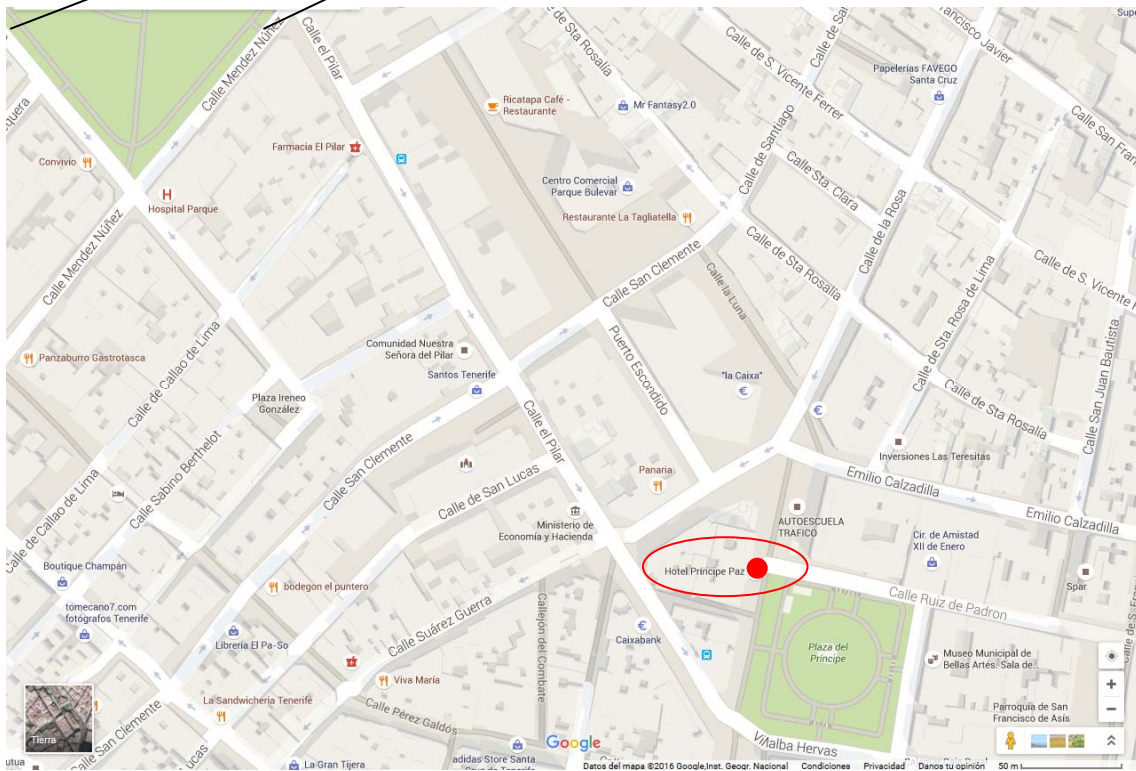 Calle Mendez Núñez
Calle el Pilar
Calle de Sta Rosalía
Calle de S. Vicente Ferrer
Papelerías FAVEGO
Santa Cruz
Calle San Fran
Ricatapa Café -
Restaurante
Mr Fantasy2.0
Farmacia El Pilar
Convivio
Calle de Santiago
H
Hospital Parque
Centro Comercial
Parque Bulevar
Calle Sta. Clara
Restaurante La Tagliatella
Calle de la Rosa
Calle Mendez Núñez
Calle San Clemente
Calle de Sta Rosalía
Calle de S. Vicente
Calle la Luna
Calle de Sta. Rosa de Lima
Comunidad Nuestra
Señora del Pilar
Panzaburro Gastrotasca
Calle de Callao de Lima
Puerto Escondido
Santos Tenerife
"la Caixa"
Calle San Juan Bautista
Plaza Ireneo
González
Calle el Pilar
Calle de Sta Rosalía
Calle Sabino Berthelot
Calle San Clemente
Inversiones Las Teresitas
Calle de San Lucas
Panaria
Emilio Calzadilla
Calle de Callao de Lima
Ministerio de
Economía y Hacienda
AUTOESCUELA
TRAFICO
Emilio Calzadilla
Cir. de Amistad
XII de Enero
Boutique Champán
Hotel Príncipe Paz
bodegon el puntero
Spar
Calle Ruiz de Padron
tomecano7.com
fotógrafos Tenerife
Calle Suárez Guerra
Callejón del Combate
Caixabank
Librería El Pa-So
Plaza del
Príncipe
Museo Municipal de
Bellas Artes. Sala de
Viva María
La Sandwicheria Tenerife
Calle Pérez Galdós
Parroquia de San
Francisco de Asís
Tierra
Calle San Clemente
Villalba Hervas
Google
La Gran Tijera
adidas Store Santa
Datos del mapa ©2016 Google,Inst. Geogr. Nacional Condiciones Privacidad Danos tu opinión 50 m